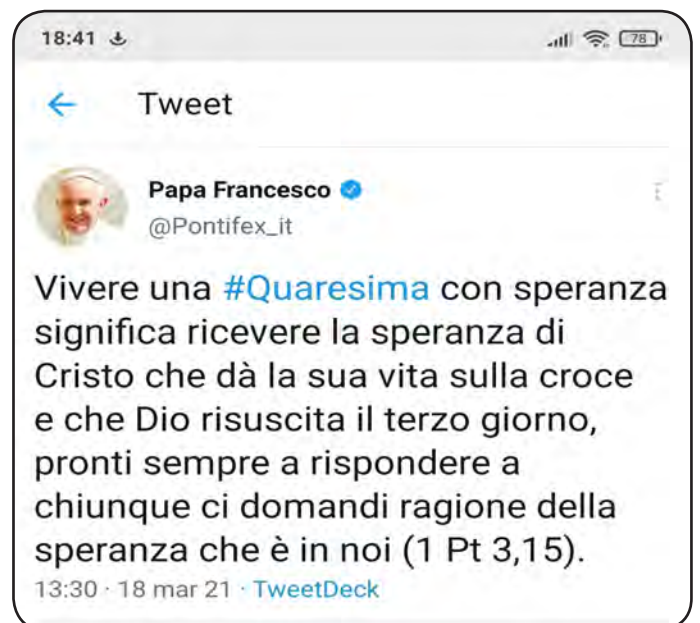 18:41
78
Tweet
Papa Francesco
@Pontifex_it
Vivere una #Quaresima con speranza
significa ricevere la speranza di
Cristo che dà la sua vita sulla croce
e che Dio risuscita il terzo giorno,
pronti sempre a rispondere a
chiunque ci domandi ragione della
speranza che è in noi (1 Pt 3,15).
13:30 · 18 mar 21 · TweetDeck